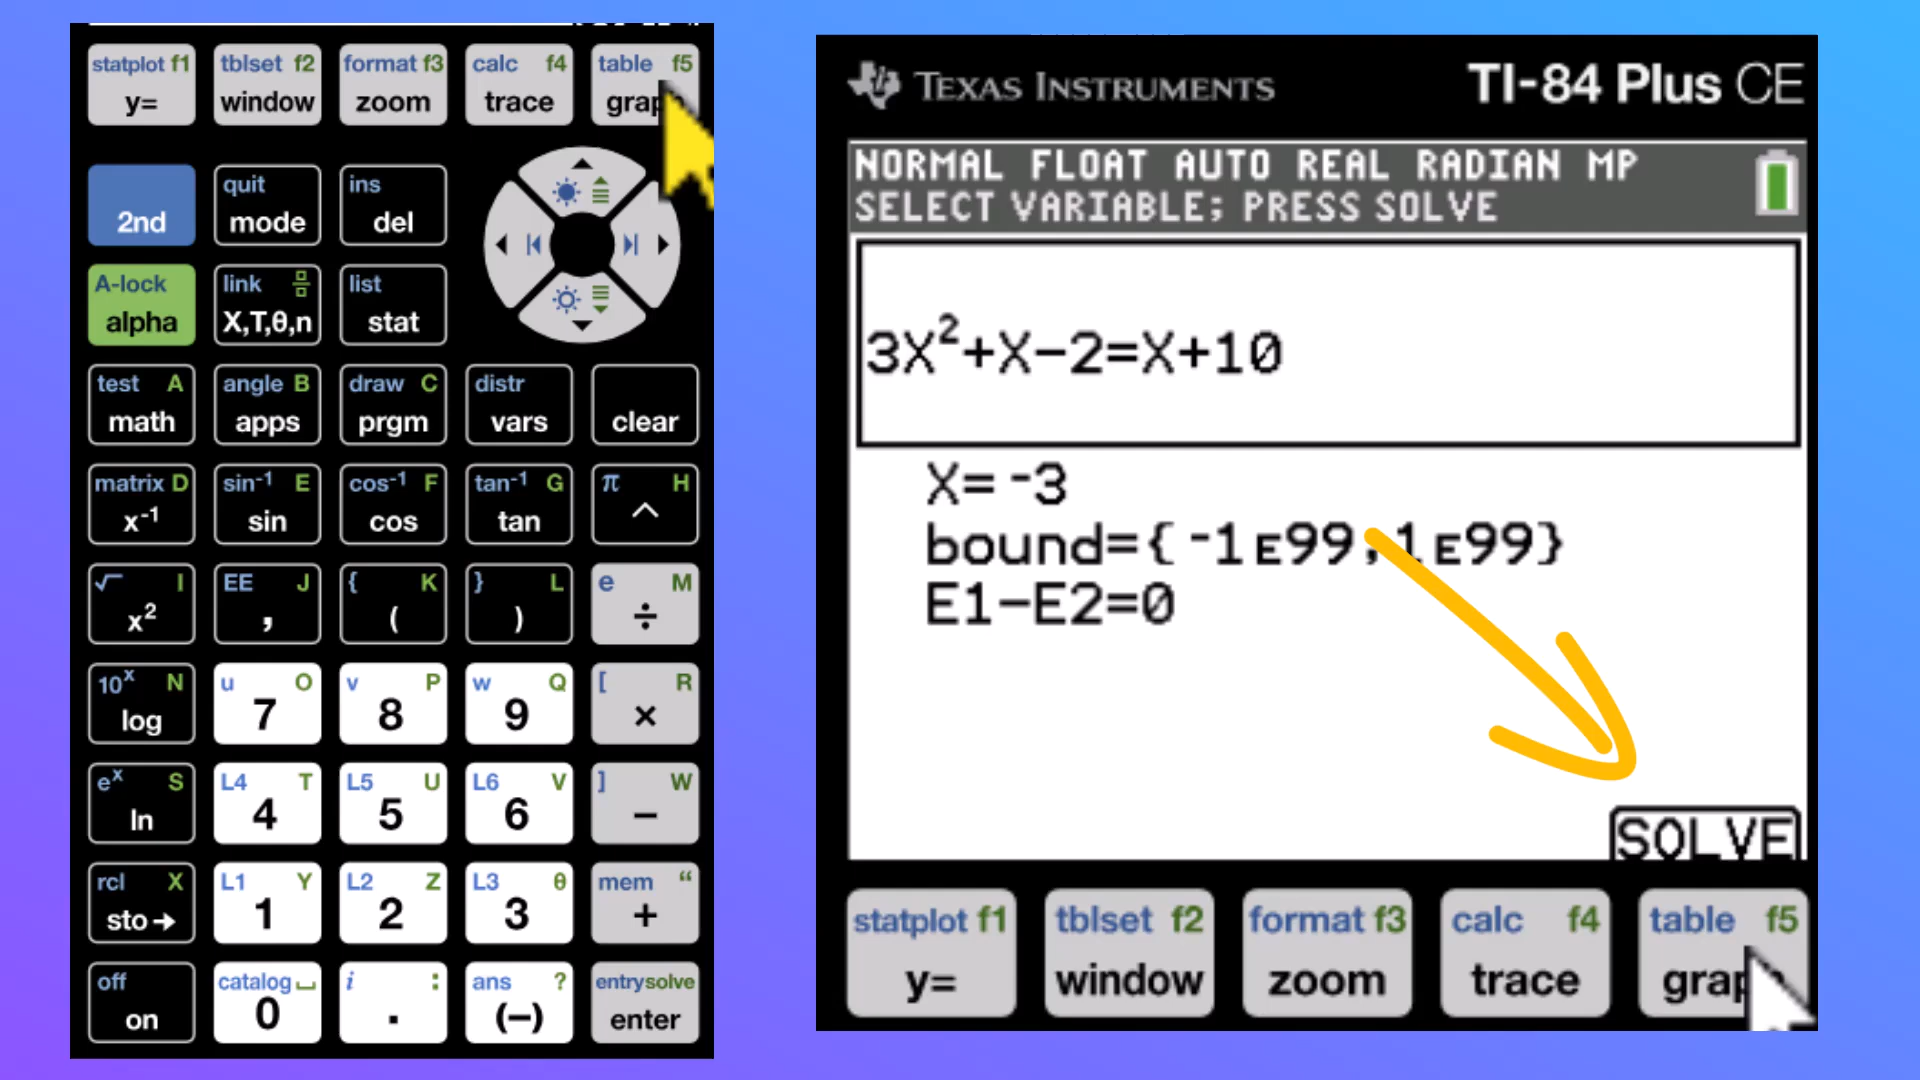 statplot f1 tblset f2 format f3 calc f4 table f5
y= window zoom trace
quit ins
2nd mode del
A-lock link list
alpha X,T,θ,n stat
test A angle B draw C distr
math apps prgm vars clear
matrix D sin⁻¹ E cos⁻¹ F tan⁻¹ G π H
x⁻¹ sin cos tan ^
√ I EE J { K } L e M
x² , ( ) ÷
10ˣ N u O v P w Q [ R
log 7 8 9 ×
eˣ S L4 T L5 U L6 V ] W
ln 4 5 6 −
rcl X L1 Y L2 Z L3 θ mem “
sto→ 1 2 3 +
off catalog ⎵ i : ans ? entry solve
on 0 . (−) enter
TEXAS INSTRUMENTS TI-84 Plus CE
NORMAL FLOAT AUTO REAL RADIAN MP
SELECT VARIABLE; PRESS SOLVE
3X²+X−2=X+10
X=⁻3
bound={⁻1ᴇ99,1ᴇ99}
E1−E2=0
SOLVE
statplot f1 tblset f2 format f3 calc f4 table f5
y= window zoom trace